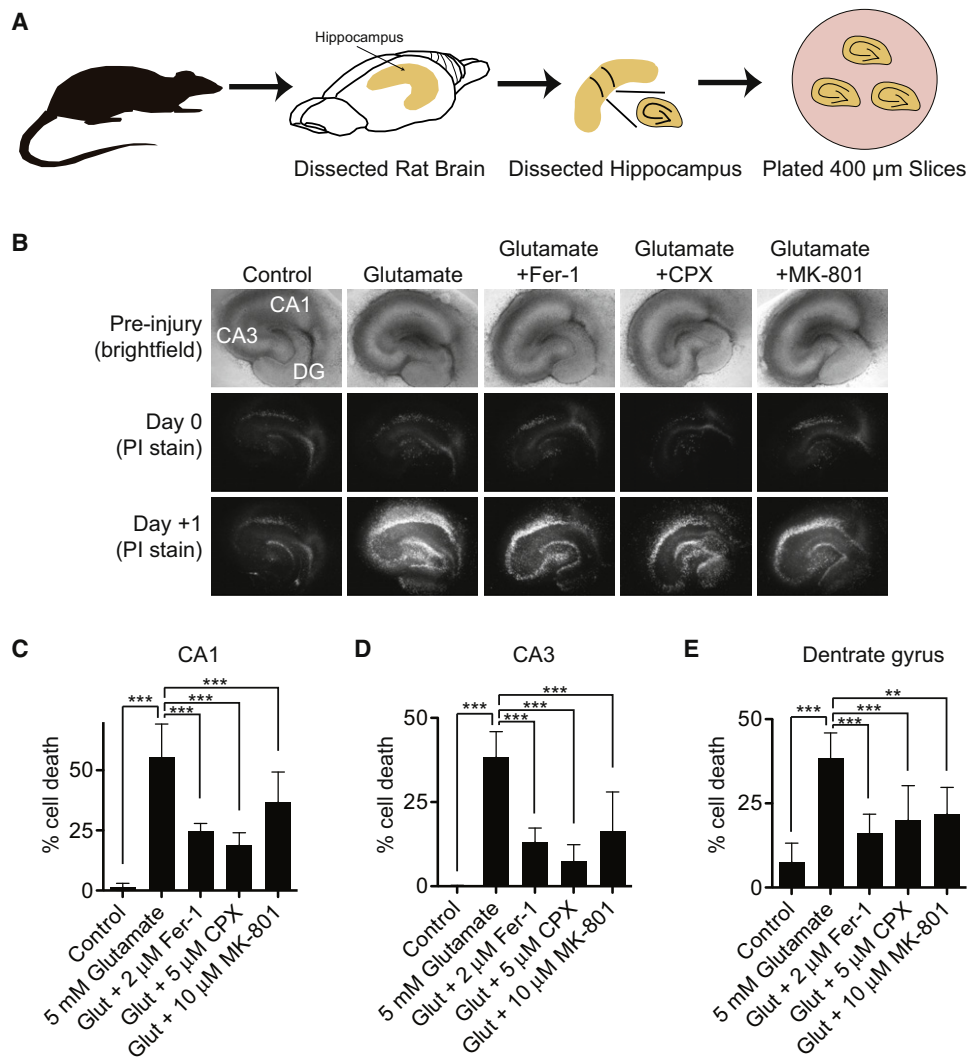 A
Hippocampus
Dissected Rat Brain
Dissected Hippocampus
Plated 400 µm Slices
B
Control
Glutamate
Glutamate
+Fer-1
Glutamate
+CPX
Glutamate
+MK-801
Pre-injury
(brightfield)
CA1
CA3
DG
Day 0
(PI stain)
Day +1
(PI stain)
C
CA1
% cell death
50
25
0
***
***
***
***
Control
5 mM Glutamate
Glut + 2 µM Fer-1
Glut + 5 µM CPX
Glut + 10 µM MK-801
D
CA3
% cell death
50
25
0
***
***
***
***
Control
5 mM Glutamate
Glut + 2 µM Fer-1
Glut + 5 µM CPX
Glut + 10 µM MK-801
E
Dentrate gyrus
% cell death
50
25
0
***
**
***
***
Control
5 mM Glutamate
Glut + 2 µM Fer-1
Glut + 5 µM CPX
Glut + 10 µM MK-801